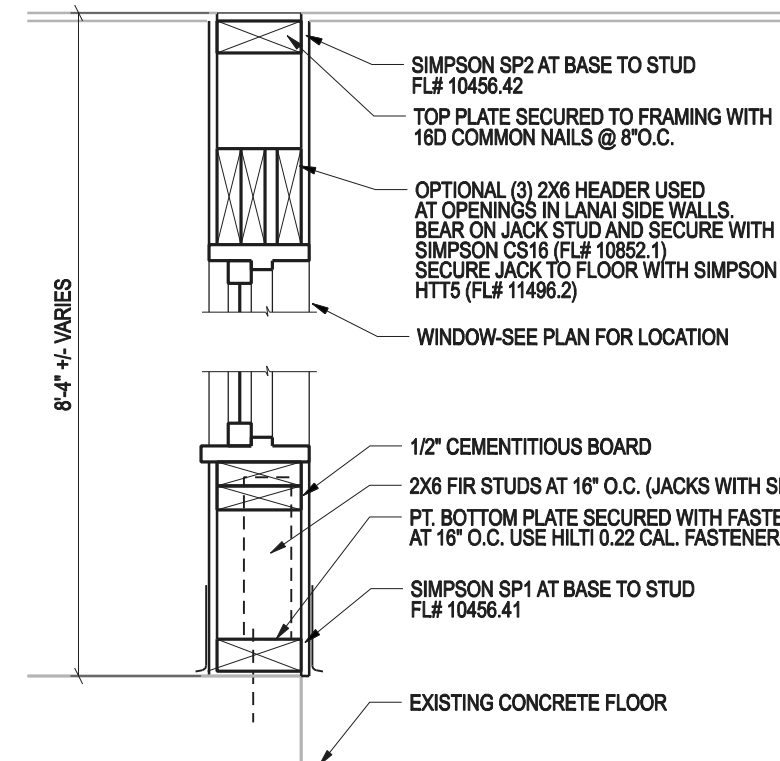 SIMPSON SP2 AT BASE TO STUD
FL# 10456.42
TOP PLATE SECURED TO FRAMING WITH
16D COMMON NAILS @ 8"O.C.
OPTIONAL (3) 2X6 HEADER USED
AT OPENINGS IN LANAI SIDE WALLS.
BEAR ON JACK STUD AND SECURE WITH
SIMPSON CS16 (FL# 10852.1)
SECURE JACK TO FLOOR WITH SIMPSON
HTT5 (FL# 11496.2)
WINDOW-SEE PLAN FOR LOCATION
8'-4" +/- VARIES
1/2" CEMENTITIOUS BOARD
2X6 FIR STUDS AT 16" O.C. (JACKS WITH
PT. BOTTOM PLATE SECURED WITH
AT 16" O.C. USE HILTI 0.22 CAL. FASTENER
SIMPSON SP1 AT BASE TO STUD
FL# 10456.41
EXISTING CONCRETE FLOOR